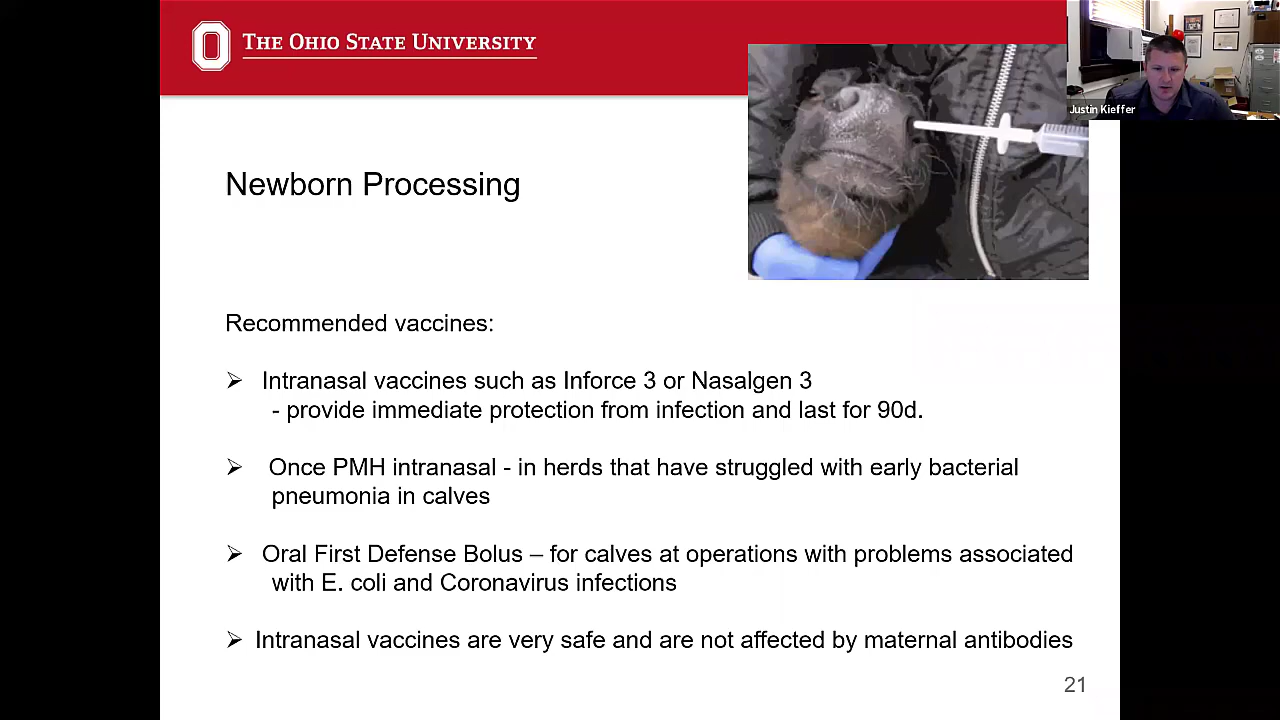 THE OHIO STATE UNIVERSITY
Justin Kieffer
Newborn Processing
Recommended vaccines:
➢ Intranasal vaccines such as Inforce 3 or Nasalgen 3
- provide immediate protection from infection and last for 90d.
➢ Once PMH intranasal - in herds that have struggled with early bacterial
pneumonia in calves
➢ Oral First Defense Bolus – for calves at operations with problems associated
with E. coli and Coronavirus infections
➢ Intranasal vaccines are very safe and are not affected by maternal antibodies
21